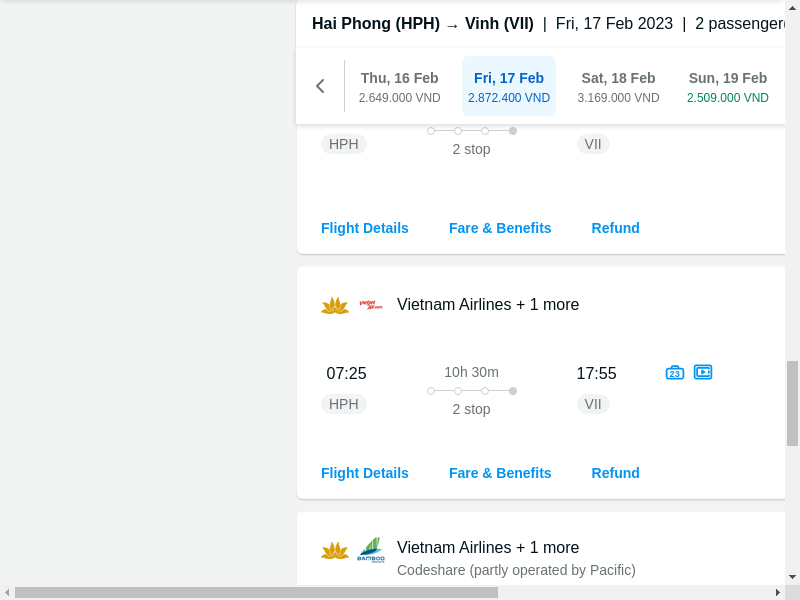 Hai Phong (HPH) → Vinh (VII) | Fri, 17 Feb 2023 | 2 passenger(
Thu, 16 Feb Fri, 17 Feb Sat, 18 Feb Sun, 19 Feb
2.649.000 VND 2.872.400 VND 3.169.000 VND 2.509.000 VND
HPH VII
2 stop
Flight Details Fare & Benefits Refund
vietjet Air.com Vietnam Airlines + 1 more
07:25 10h 30m 17:55 23
HPH VII
2 stop
Flight Details Fare & Benefits Refund
BAMBOO Vietnam Airlines + 1 more
Codeshare (partly operated by Pacific)